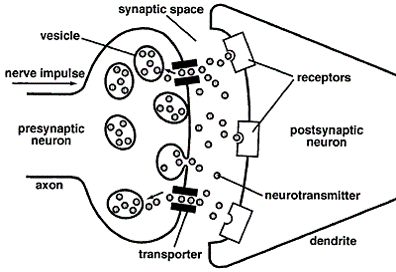 synaptic space
vesicle
nerve impulse
receptors
presynaptic
neuron
postsynaptic
neuron
axon
neurotransmitter
transporter
dendrite